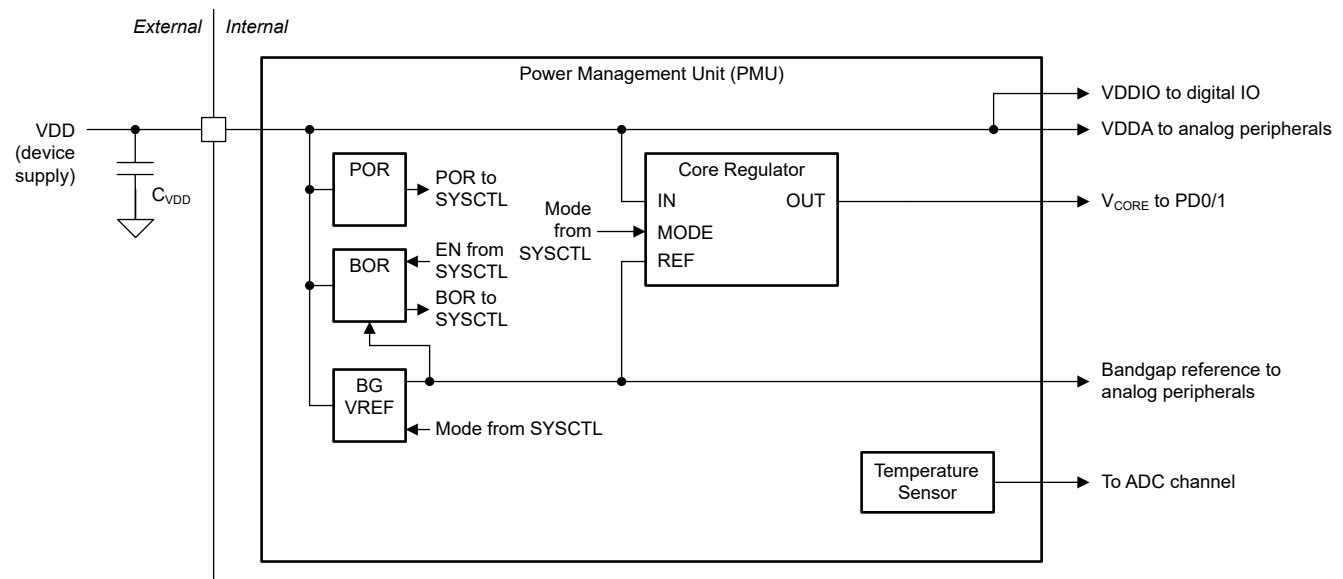 External
Internal
Power Management Unit (PMU)
VDDIO to digital IO
VDD
(device
supply)
VDDA to analog peripherals
C_VDD
POR
POR to
SYSCTL
Core Regulator
IN
OUT
V_CORE to PD0/1
Mode
from
SYSCTL
MODE
REF
BOR
EN from
SYSCTL
BOR to
SYSCTL
BG
VREF
Mode from SYSCTL
Bandgap reference to
analog peripherals
Temperature
Sensor
To ADC channel